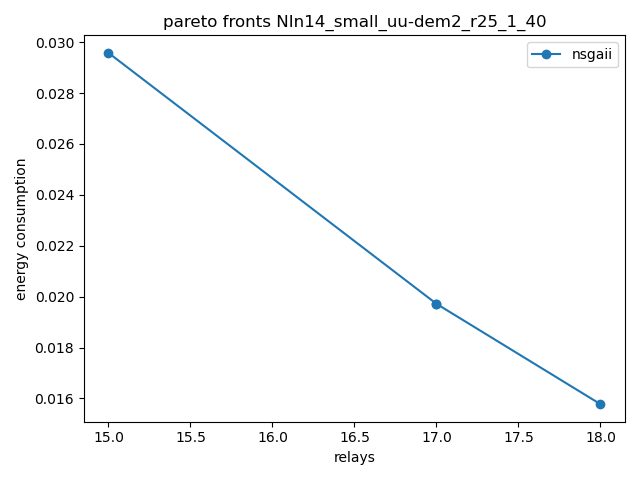 pareto fronts NIn14_small_uu-dem2_r25_1_40
nsgaii
energy consumption
0.030
0.028
0.026
0.024
0.022
0.020
0.018
0.016
15.0 15.5 16.0 16.5 17.0 17.5 18.0
relays